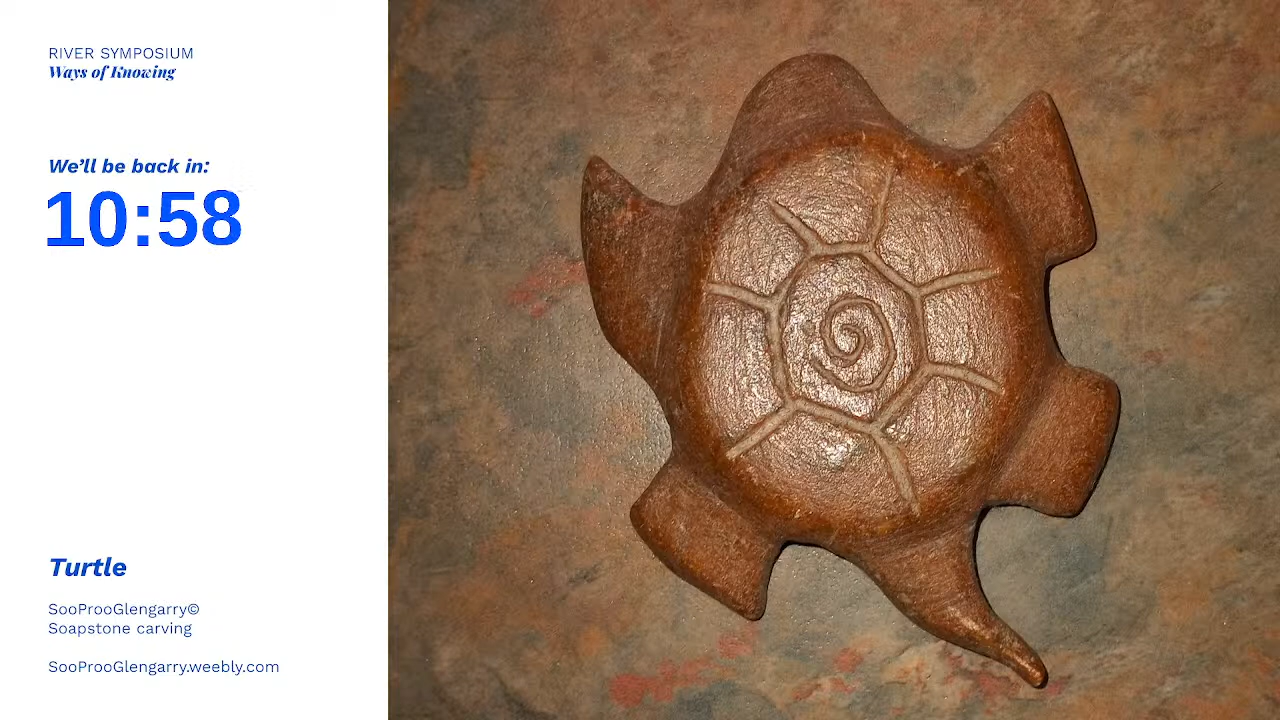 RIVER SYMPOSIUM
Ways of Knowing
We'll be back in:
10:58
Turtle
SooProoGlengarry©
Soapstone carving
SooProoGlengarry.weebly.com